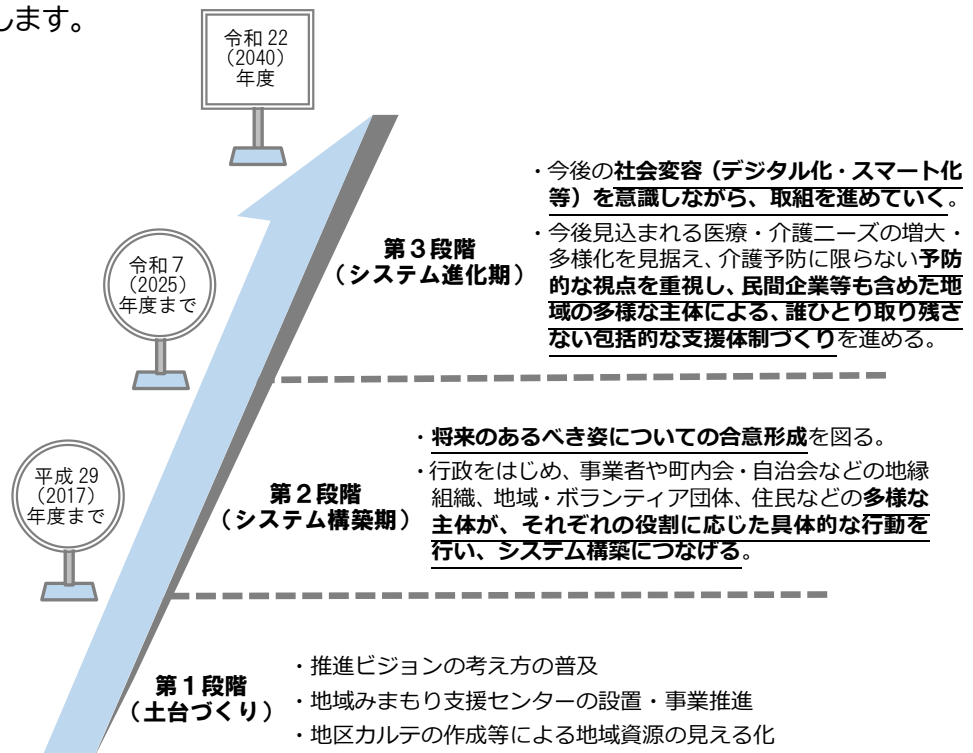 します。
令和 22
（2040）
年度
・今後の社会変容（デジタル化・スマート化
等）を意識しながら、取組を進めていく。
・今後見込まれる医療・介護ニーズの増大・
多様化を見据え、介護予防に限らない予防
的な視点を重視し、民間企業等も含めた地
域の多様な主体による、誰ひとり取り残さ
ない包括的な支援体制づくりを進める。
第３段階
（システム進化期）
令和７
（2025）
年度まで
・将来のあるべき姿についての合意形成を図る。
・行政をはじめ、事業者や町内会・自治会などの地縁
組織、地域・ボランティア団体、住民などの多様な
主体が、それぞれの役割に応じた具体的な行動を
行い、システム構築につなげる。
第２段階
（システム構築期）
平成 29
（2017）
年度まで
第１段階
（土台づくり）
・推進ビジョンの考え方の普及
・地域みまもり支援センターの設置・事業推進
・地区カルテの作成等による地域資源の見える化